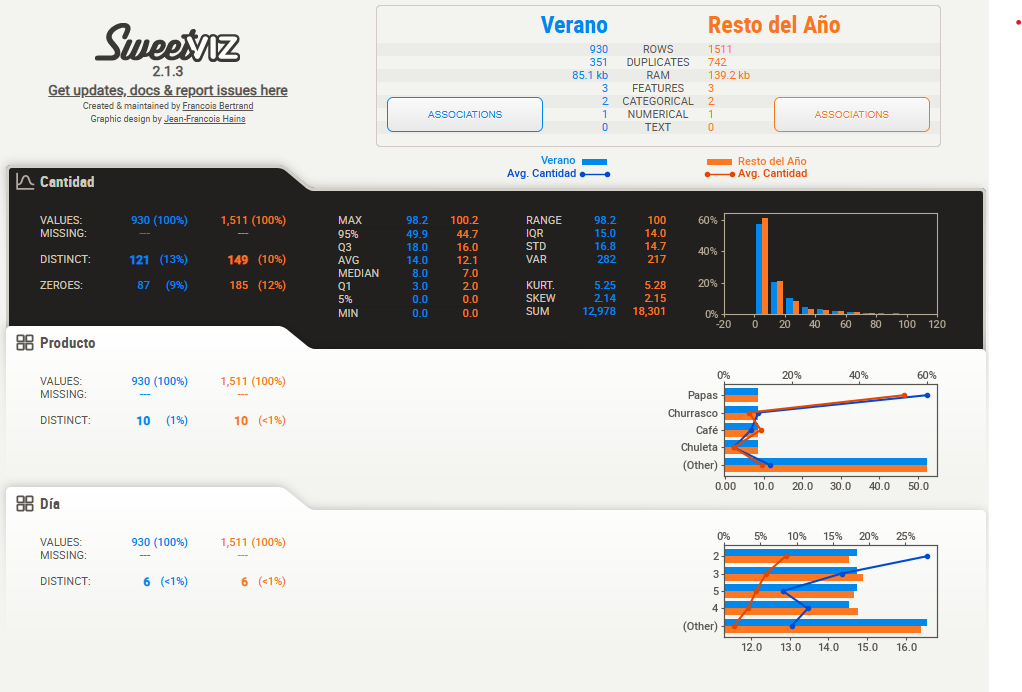 SweetVIZ
2.1.3
Get updates, docs & report issues here
Created & maintained by Francois Bertrand
Graphic design by Jean-Francois Hains
Verano Resto del Año
930 ROWS 1511
351 DUPLICATES 742
85.1 kb RAM 139.2 kb
3 FEATURES 3
2 CATEGORICAL 2
1 NUMERICAL 1
0 TEXT 0
ASSOCIATIONS ASSOCIATIONS
Verano Resto del Año
Avg. Cantidad Avg. Cantidad
Cantidad
VALUES: 930 (100%) 1,511 (100%)
MISSING: --- ---
DISTINCT: 121 (13%) 149 (10%)
ZEROES: 87 (9%) 185 (12%)
MAX 98.2 100.2
95% 49.9 44.7
Q3 18.0 16.0
AVG 14.0 12.1
MEDIAN 8.0 7.0
Q1 3.0 2.0
5% 0.0 0.0
MIN 0.0 0.0
RANGE 98.2 100
IQR 15.0 14.0
STD 16.8 14.7
VAR 282 217
KURT. 5.25 5.28
SKEW 2.14 2.15
SUM 12,978 18,301
60%
40%
20%
0%
-20 0 20 40 60 80 100 120
Producto
VALUES: 930 (100%) 1,511 (100%)
MISSING: --- ---
DISTINCT: 10 (1%) 10 (<1%)
0% 20% 40% 60%
Papas
Churrasco
Café
Chuleta
(Other)
0.00 10.0 20.0 30.0 40.0 50.0
Día
VALUES: 930 (100%) 1,511 (100%)
MISSING: --- ---
DISTINCT: 6 (<1%) 6 (<1%)
0% 5% 10% 15% 20% 25%
2
3
5
4
(Other)
12.0 13.0 14.0 15.0 16.0